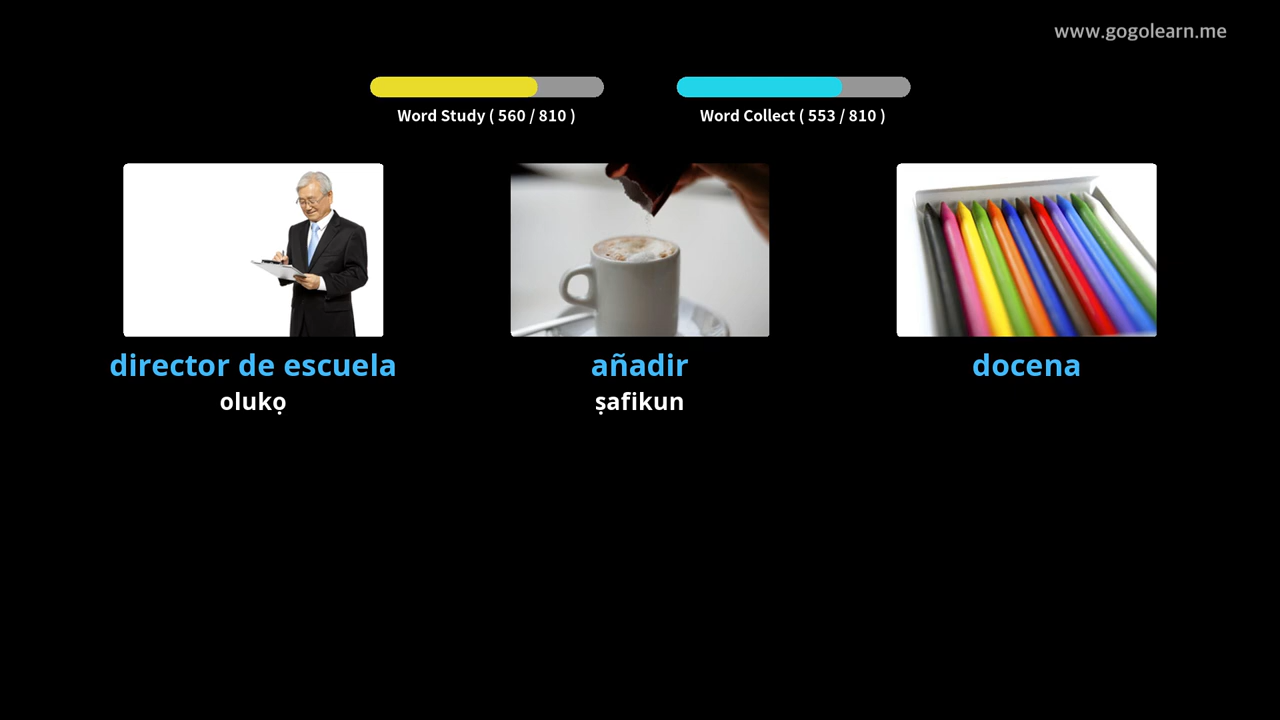 www.gogolearn.me
Word Study ( 560 / 810 )
Word Collect ( 553 / 810 )
director de escuela
olukọ
añadir
ṣafikun
docena